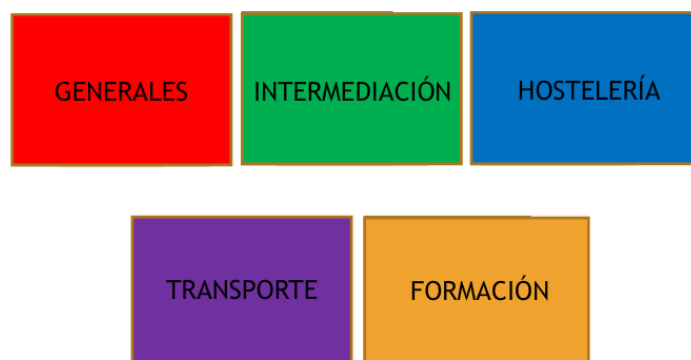 GENERALES
INTERMEDIACIÓN
HOSTELERÍA
TRANSPORTE
FORMACIÓN